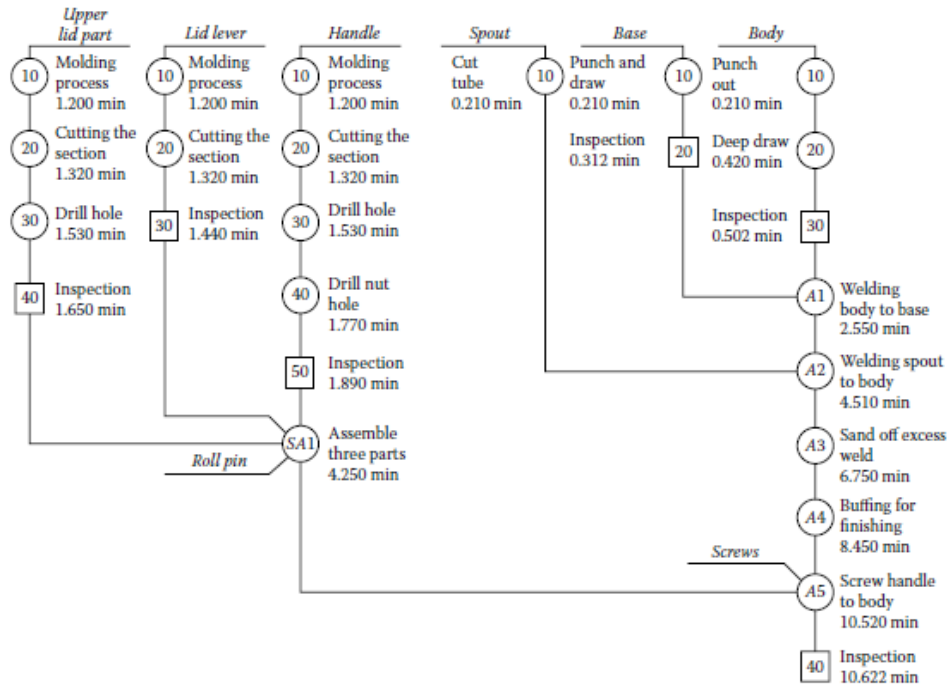 Upper
lid part
10
Molding
process
1.200 min
20
Cutting the
section
1.320 min
30
Drill hole
1.530 min
40
Inspection
1.650 min
Lid lever
10
Molding
process
1.200 min
20
Cutting the
section
1.320 min
30
Inspection
1.440 min
Handle
10
Molding
process
1.200 min
20
Cutting the
section
1.320 min
30
Drill hole
1.530 min
40
Drill nut
hole
1.770 min
50
Inspection
1.890 min
SA1
Assemble
three parts
4.250 min
Roll pin
Spout
Cut
tube
0.210 min
10
Base
Punch and
draw
0.210 min
10
Inspection
0.312 min
20
Body
Punch
out
0.210 min
10
Deep draw
0.420 min
20
Inspection
0.502 min
30
A1
Welding
body to base
2.550 min
A2
Welding spout
to body
4.510 min
A3
Sand off excess
weld
6.750 min
A4
Buffing for
finishing
8.450 min
Screws
A5
Screw handle
to body
10.520 min
40
Inspection
10.622 min